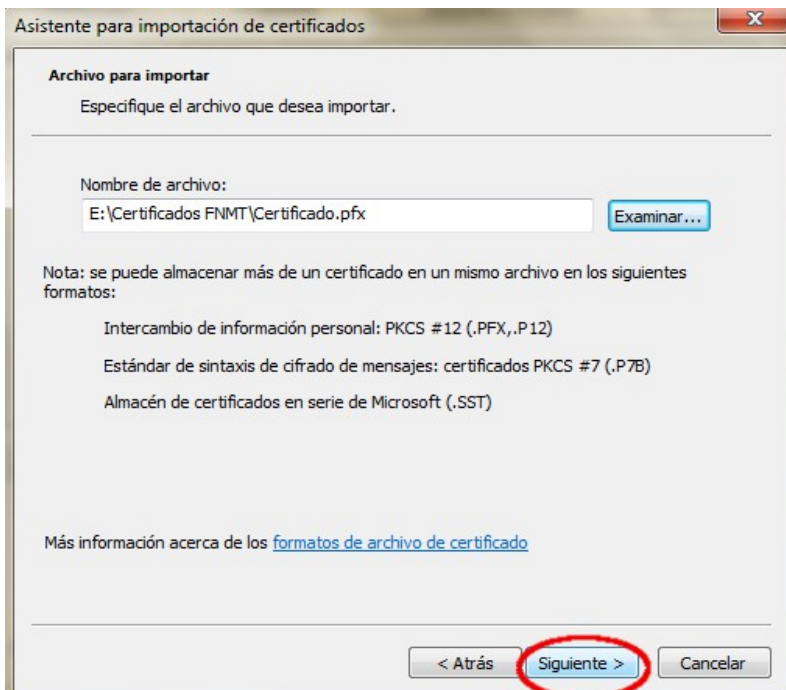 Asistente para importación de certificados
Archivo para importar
Especifique el archivo que desea importar.
Nombre de archivo:
E:\Certificados FNMT\Certificado.pfx
Examinar...
Nota: se puede almacenar más de un certificado en un mismo archivo en los siguientes
formatos:
Intercambio de información personal: PKCS #12 (.PFX,.P12)
Estándar de sintaxis de cifrado de mensajes: certificados PKCS #7 (.P7B)
Almacén de certificados en serie de Microsoft (.SST)
Más información acerca de los formatos de archivo de certificado
< Atrás
Siguiente >
Cancelar